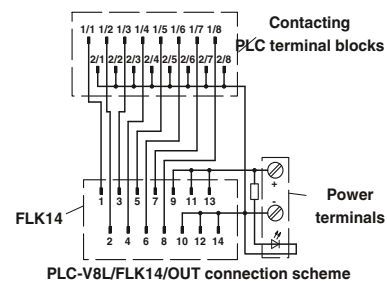 Contacting
PLC terminal blocks
1/1 1/2 1/3 1/4 1/5 1/6 1/7 1/8
2/1 2/2 2/3 2/4 2/5 2/6 2/7 2/8
+
1 3 5 7 9 11 13
-
Power
terminals
FLK14
2 4 6 8 10 12 14
PLC-V8L/FLK14/OUT connection scheme